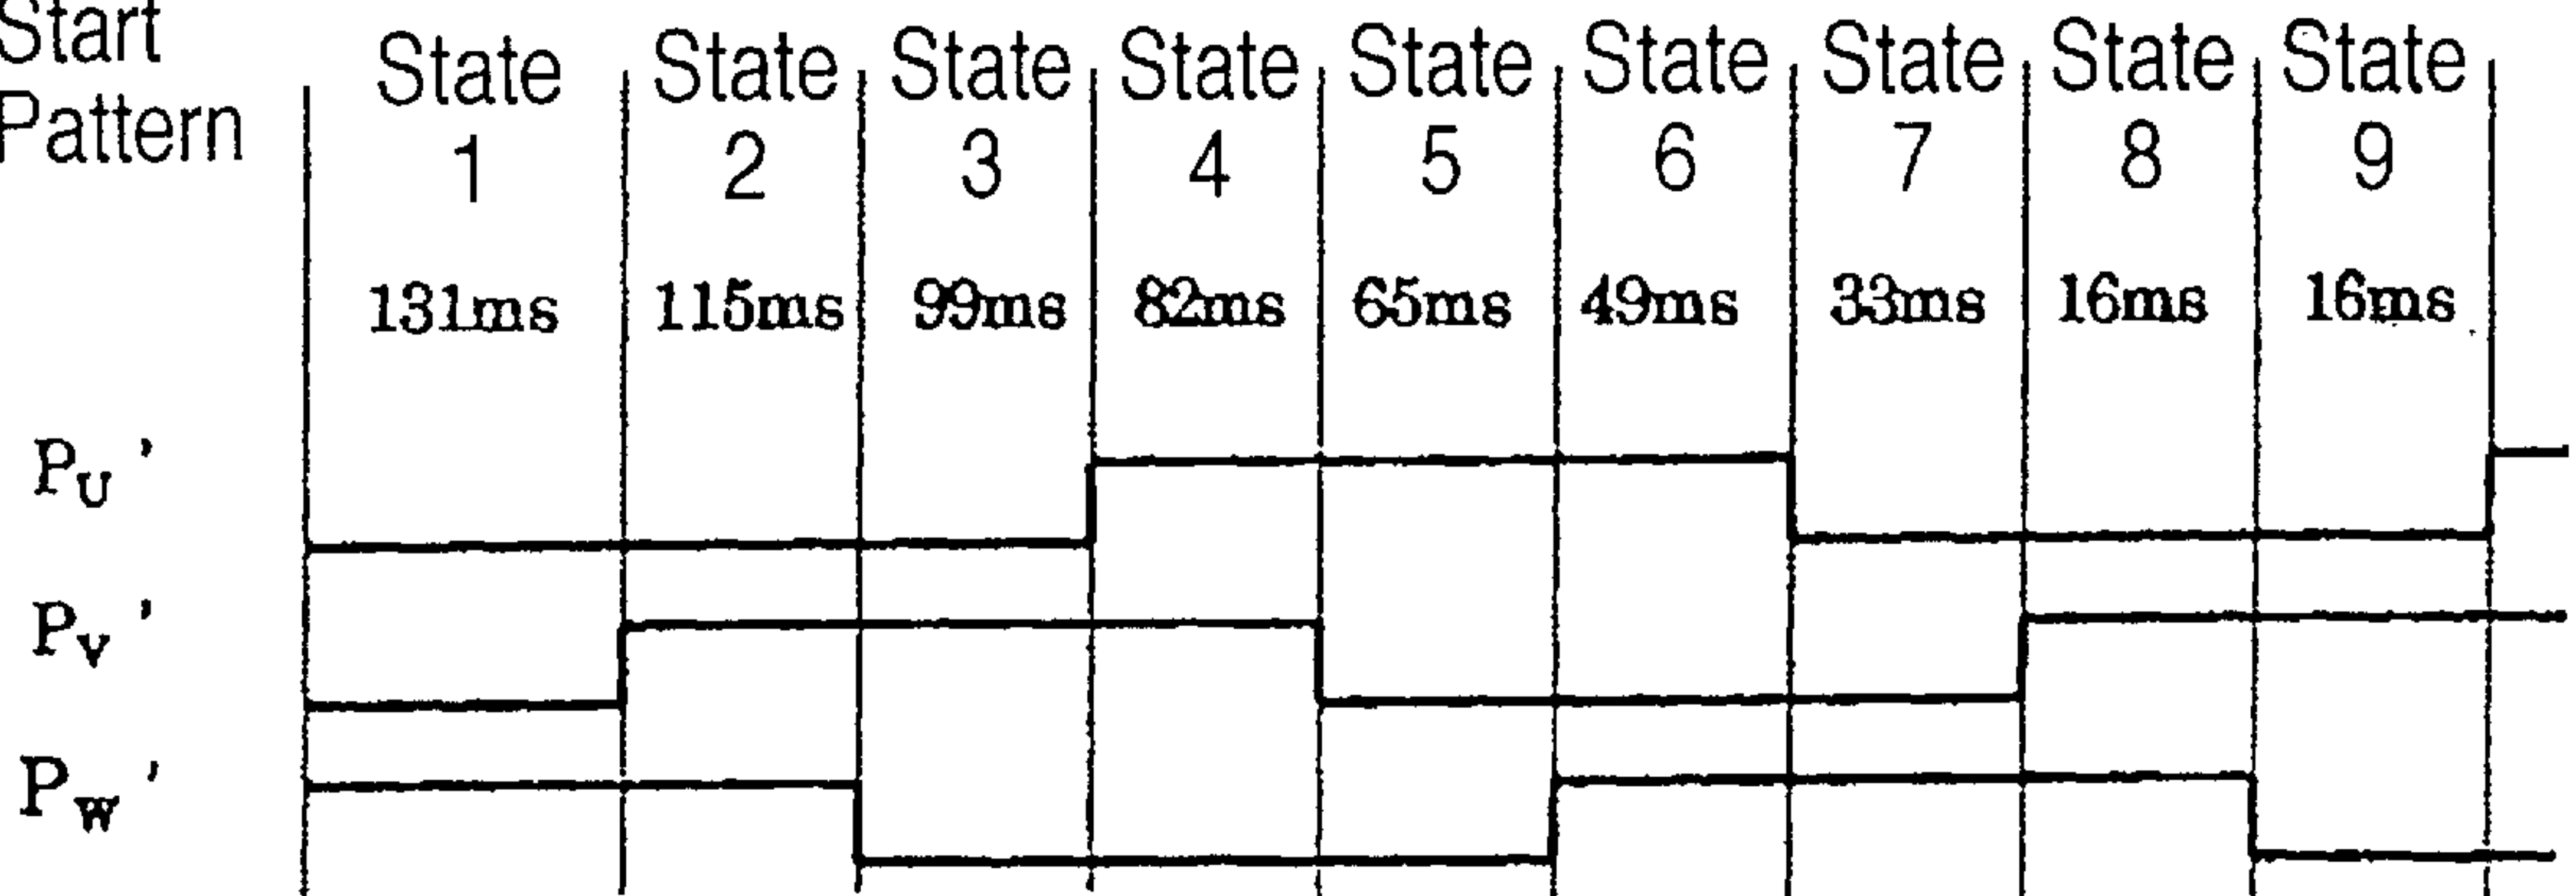 Start
Pattern
State 1
State 2
State 3
State 4
State 5
State 6
State 7
State 8
State 9
131ms 115ms 99ms 82ms 65ms 49ms 33ms 16ms 16ms
PU'
PV'
PW'